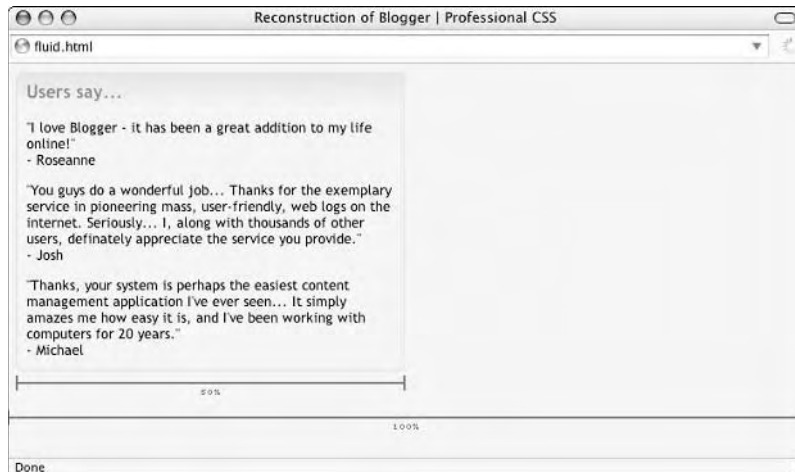 Reconstruction of Blogger | Professional CSS
fluid.html
Users say...
"I love Blogger - it has been a great addition to my life
online!"
- Roseanne
"You guys do a wonderful job... Thanks for the exemplary
service in pioneering mass, user-friendly, web logs on the
internet. Seriously... I, along with thousands of other
users, definately appreciate the service you provide."
- Josh
"Thanks, your system is perhaps the easiest content
management application I've ever seen... It simply
amazes me how easy it is, and I've been working with
computers for 20 years."
- Michael
50%
100%
Done